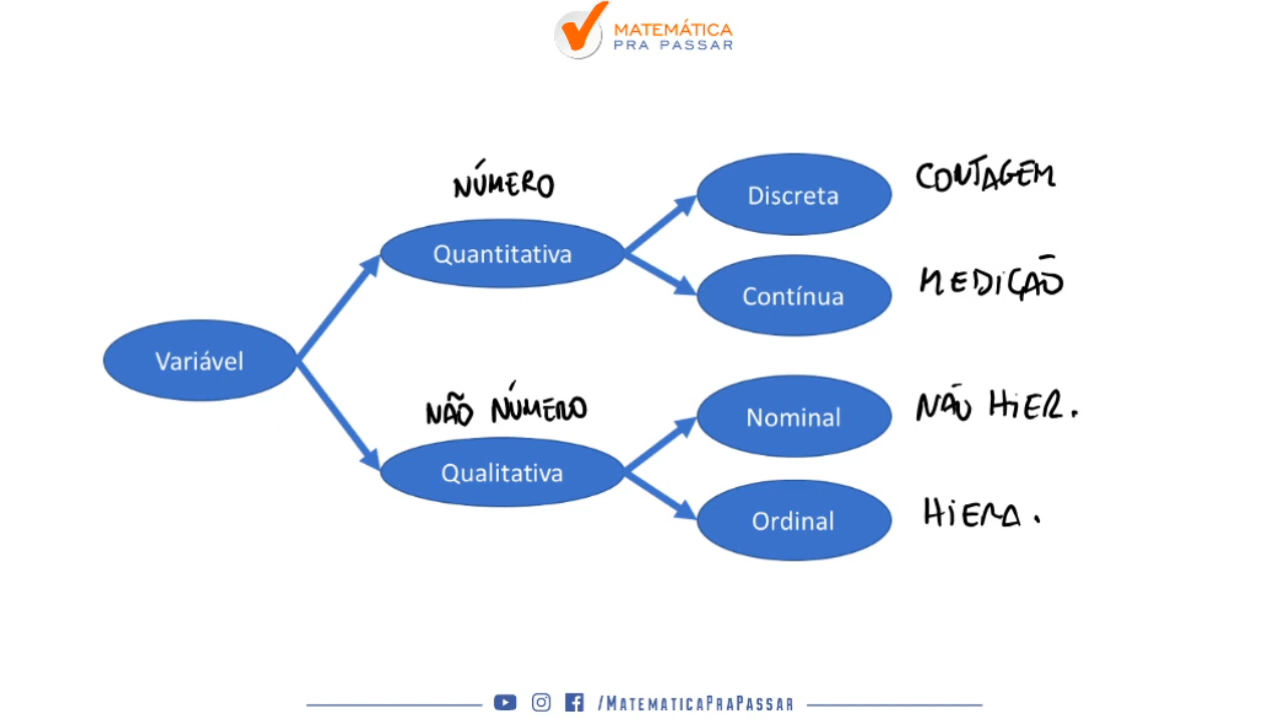 MATEMÁTICA
PRA PASSAR
NÚMERO
Quantitativa
Discreta
CONTAGEM
Contínua
MEDIÇÃO
Variável
NÃO NÚMERO
Qualitativa
Nominal
NÃO HIER.
Ordinal
HIERA.
/MATEMATICAPRAPASSAR